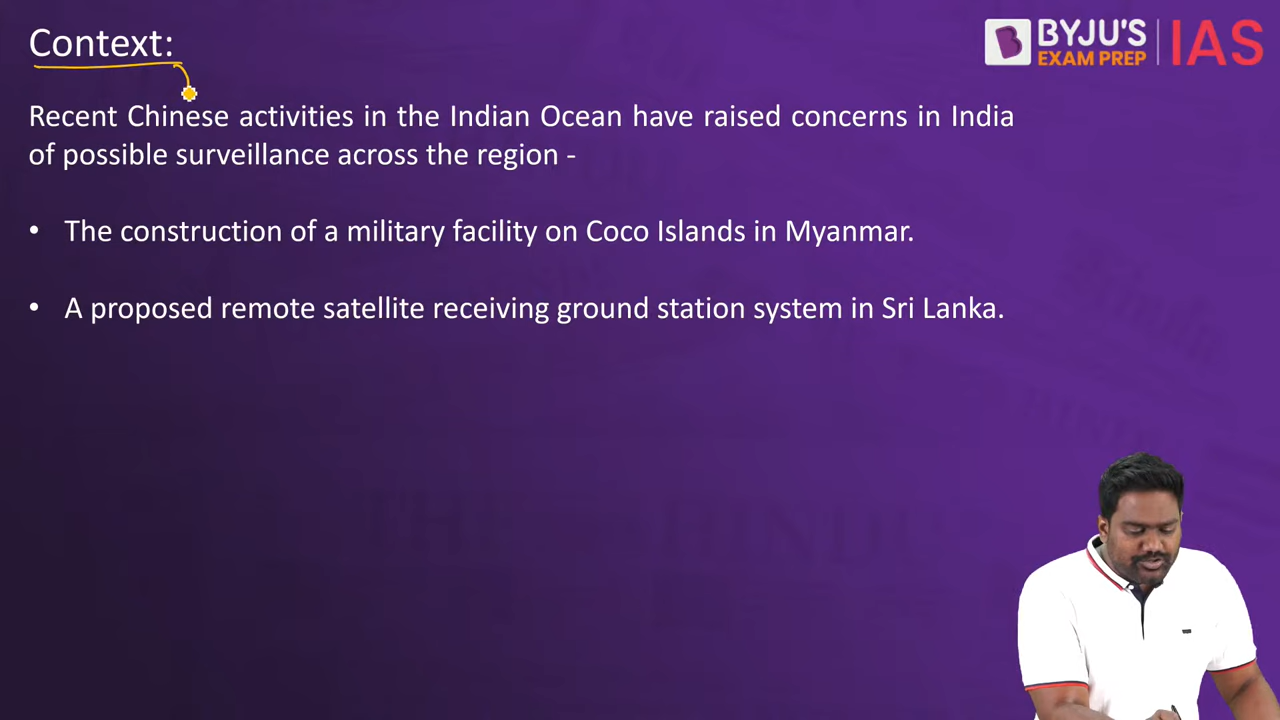 Context:
BYJU'S
EXAM PREP
IAS
Recent Chinese activities in the Indian Ocean have raised concerns in India
of possible surveillance across the region -
• The construction of a military facility on Coco Islands in Myanmar.
• A proposed remote satellite receiving ground station system in Sri Lanka.